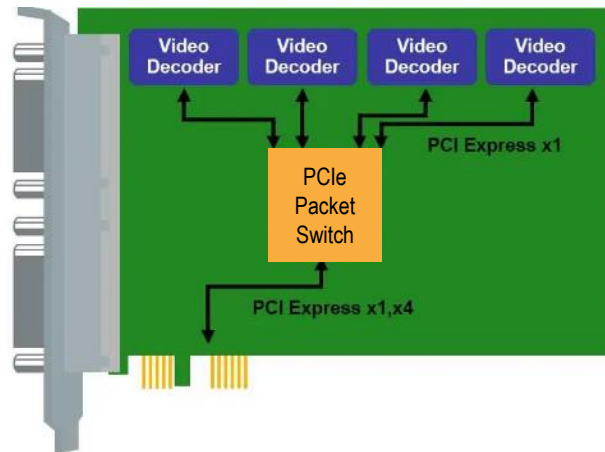 Video
Decoder
Video
Decoder
Video
Decoder
Video
Decoder
PCI Express x1
PCIe
Packet
Switch
PCI Express x1,x4